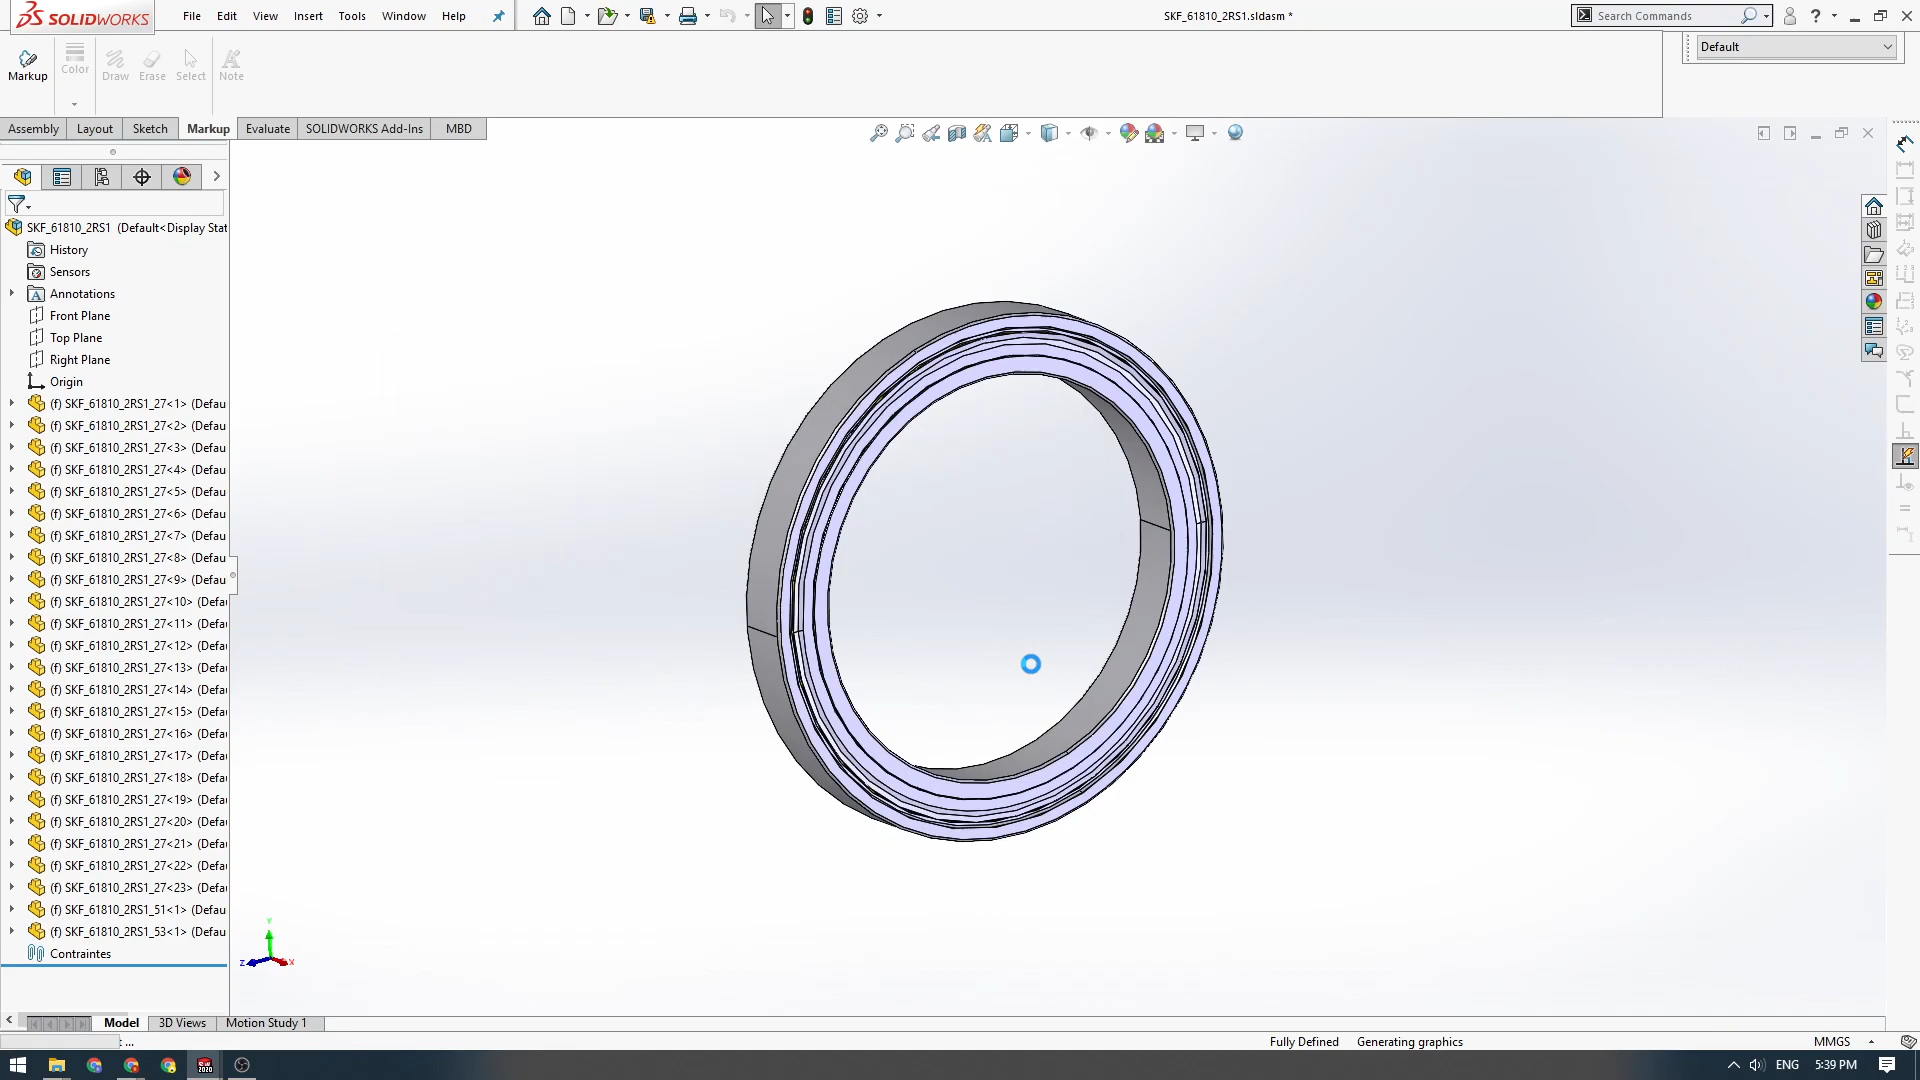 SOLIDWORKS File Edit View Insert Tools Window Help SKF_61810_2RS1.sldasm * Search Commands ?
Markup Color Draw Erase Select Note
Default
Assembly Layout Sketch Markup Evaluate SOLIDWORKS Add-Ins MBD
SKF_61810_2RS1 (Default<Display Stat
History
Sensors
Annotations
Front Plane
Top Plane
Right Plane
Origin
(f) SKF_61810_2RS1_27<1> (Defau
(f) SKF_61810_2RS1_27<2> (Defau
(f) SKF_61810_2RS1_27<3> (Defau
(f) SKF_61810_2RS1_27<4> (Defau
(f) SKF_61810_2RS1_27<5> (Defau
(f) SKF_61810_2RS1_27<6> (Defau
(f) SKF_61810_2RS1_27<7> (Defau
(f) SKF_61810_2RS1_27<8> (Defau
(f) SKF_61810_2RS1_27<9> (Defau
(f) SKF_61810_2RS1_27<10> (Defa
(f) SKF_61810_2RS1_27<11> (Defa
(f) SKF_61810_2RS1_27<12> (Defa
(f) SKF_61810_2RS1_27<13> (Defa
(f) SKF_61810_2RS1_27<14> (Defa
(f) SKF_61810_2RS1_27<15> (Defa
(f) SKF_61810_2RS1_27<16> (Defa
(f) SKF_61810_2RS1_27<17> (Defa
(f) SKF_61810_2RS1_27<18> (Defa
(f) SKF_61810_2RS1_27<19> (Defa
(f) SKF_61810_2RS1_27<20> (Defa
(f) SKF_61810_2RS1_27<21> (Defa
(f) SKF_61810_2RS1_27<22> (Defa
(f) SKF_61810_2RS1_27<23> (Defa
(f) SKF_61810_2RS1_51<1> (Defau
(f) SKF_61810_2RS1_53<1> (Defau
Contraintes
Y
Z X
Model 3D Views Motion Study 1
... Fully Defined Generating graphics MMGS
SW 2020 ENG 5:39 PM